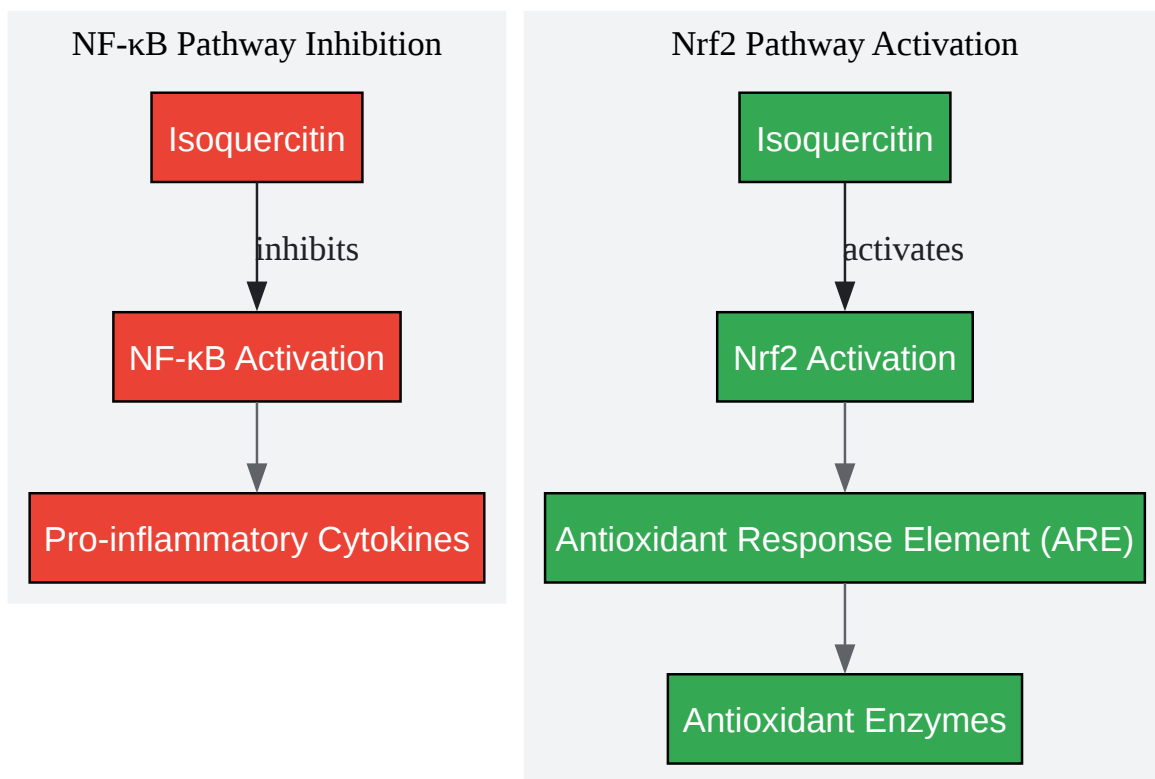 NF-κB Pathway Inhibition
Isoquercitin
inhibits
NF-κB Activation
Pro-inflammatory Cytokines
Nrf2 Pathway Activation
Isoquercitin
activates
Nrf2 Activation
Antioxidant Response Element (ARE)
Antioxidant Enzymes